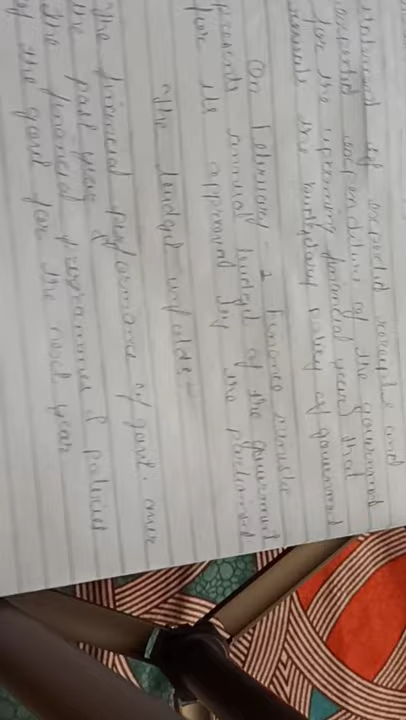 statement of expected receipts and
expected expenditure of the government
for the upcoming financial year that
reveals the budgetary policy of government
On February - 1 finance minister
presents annual budget of the government
for its approval by the parliament
The budget unfolds:-
The financial performance of govt. over
the past year
The financial programmes & policies
of the govt for the next year